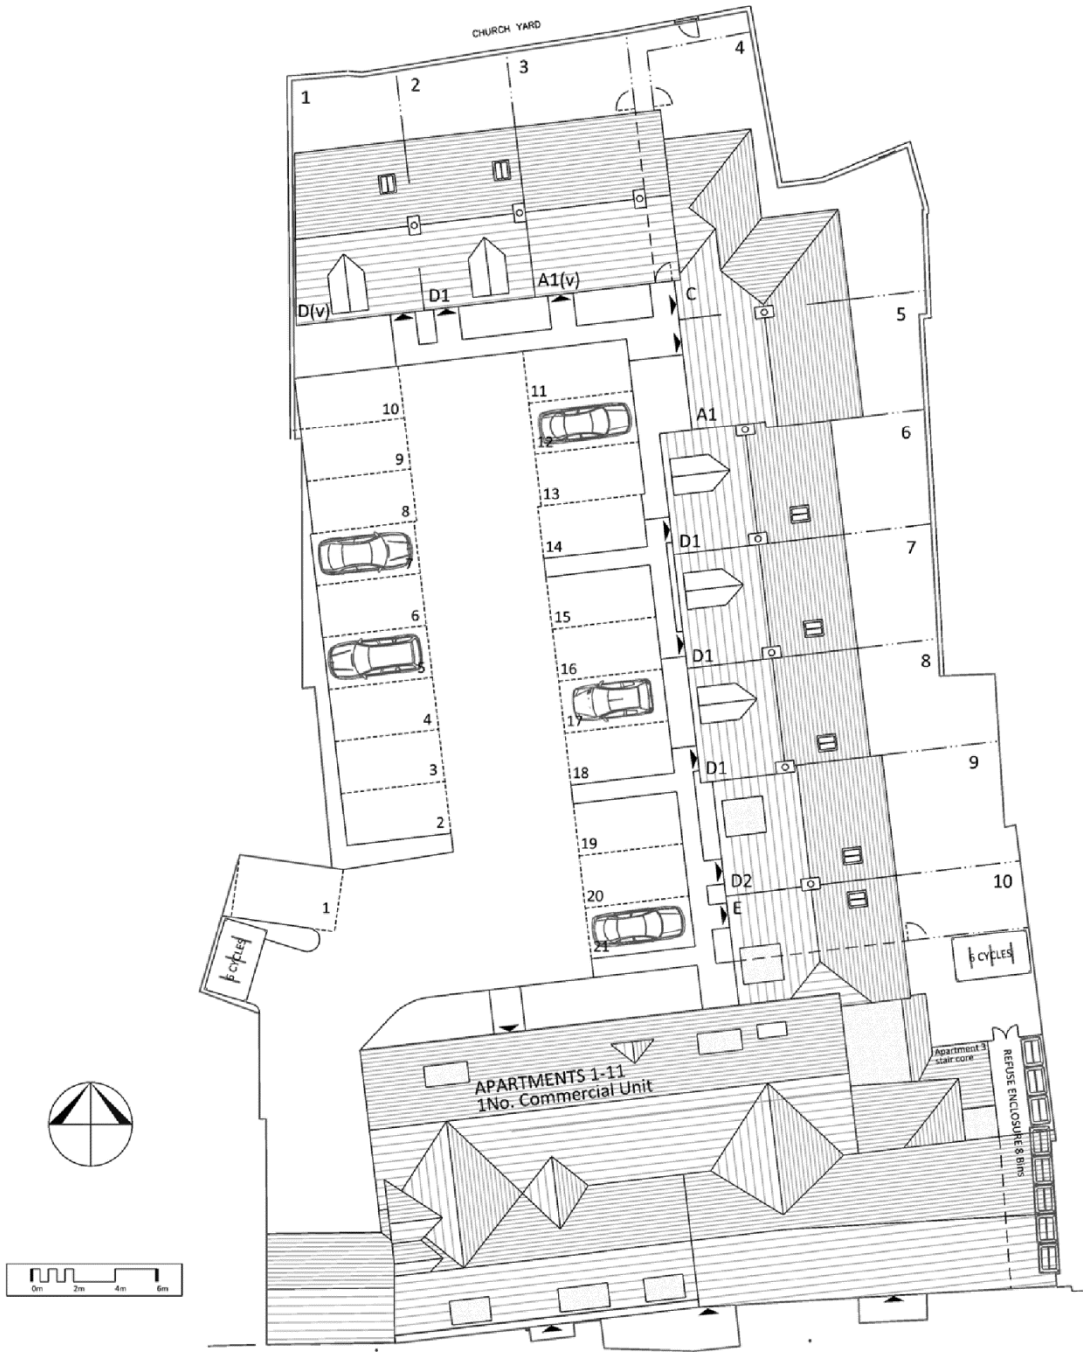 CHURCH YARD
1
2
3
4
D(v)
D1
A1(v)
C
5
A1
6
D1
7
D1
8
D1
9
D2
10
E
10
9
8
7
6
5
4
3
2
1
11
12
13
14
15
16
17
18
19
20
21
6 CYCLES
6 CYCLES
APARTMENTS 1-11
1No. Commercial Unit
Apartment 3
stair core
REFUSE ENCLOSURE 8 Bins
0m 2m 4m 6m